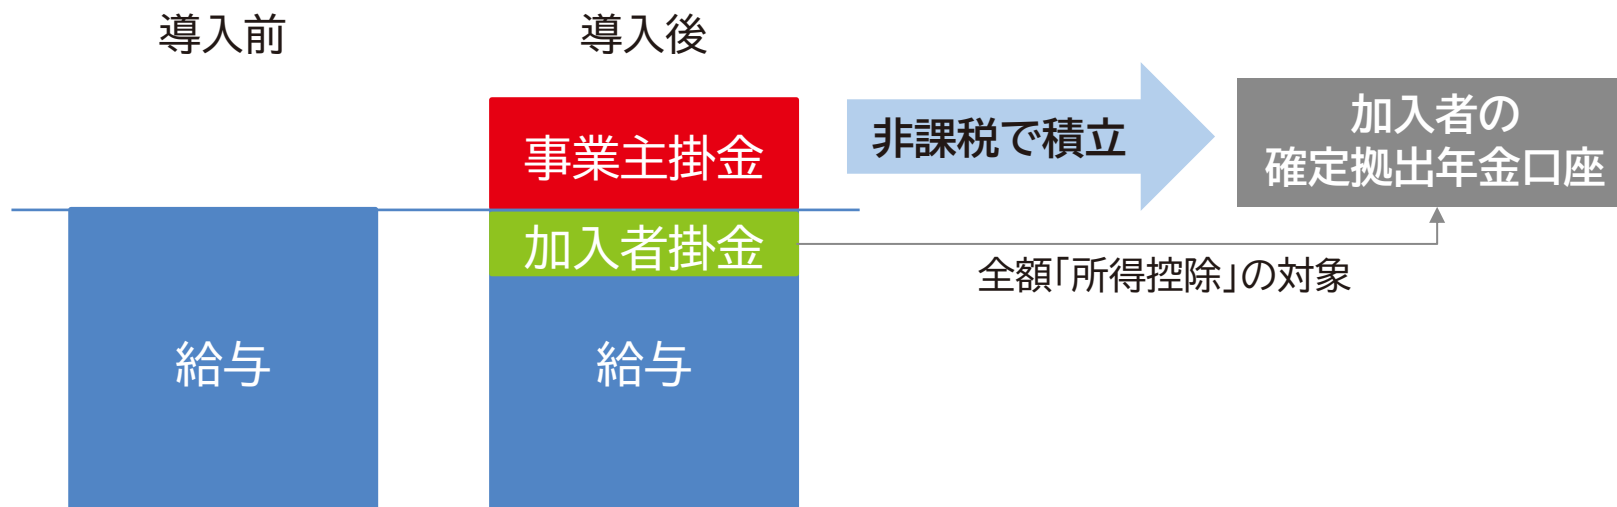 導入前
導入後
事業主掛金
加入者掛金
給与
給与
非課税で積立
加入者の
確定拠出年金口座
全額「所得控除」の対象